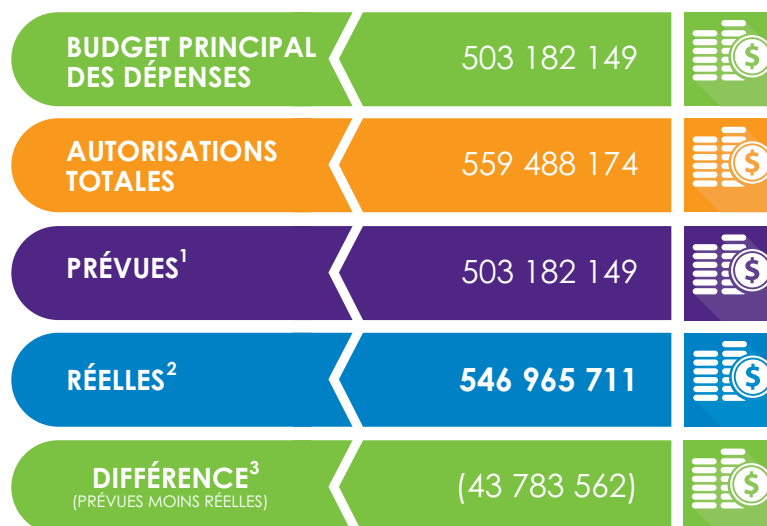 BUDGET PRINCIPAL
DES DÉPENSES
503 182 149
AUTORISATIONS
TOTALES
559 488 174
PRÉVUES¹
503 182 149
RÉELLES²
546 965 711
DIFFÉRENCE³
(PRÉVUES MOINS RÉELLES)
(43 783 562)